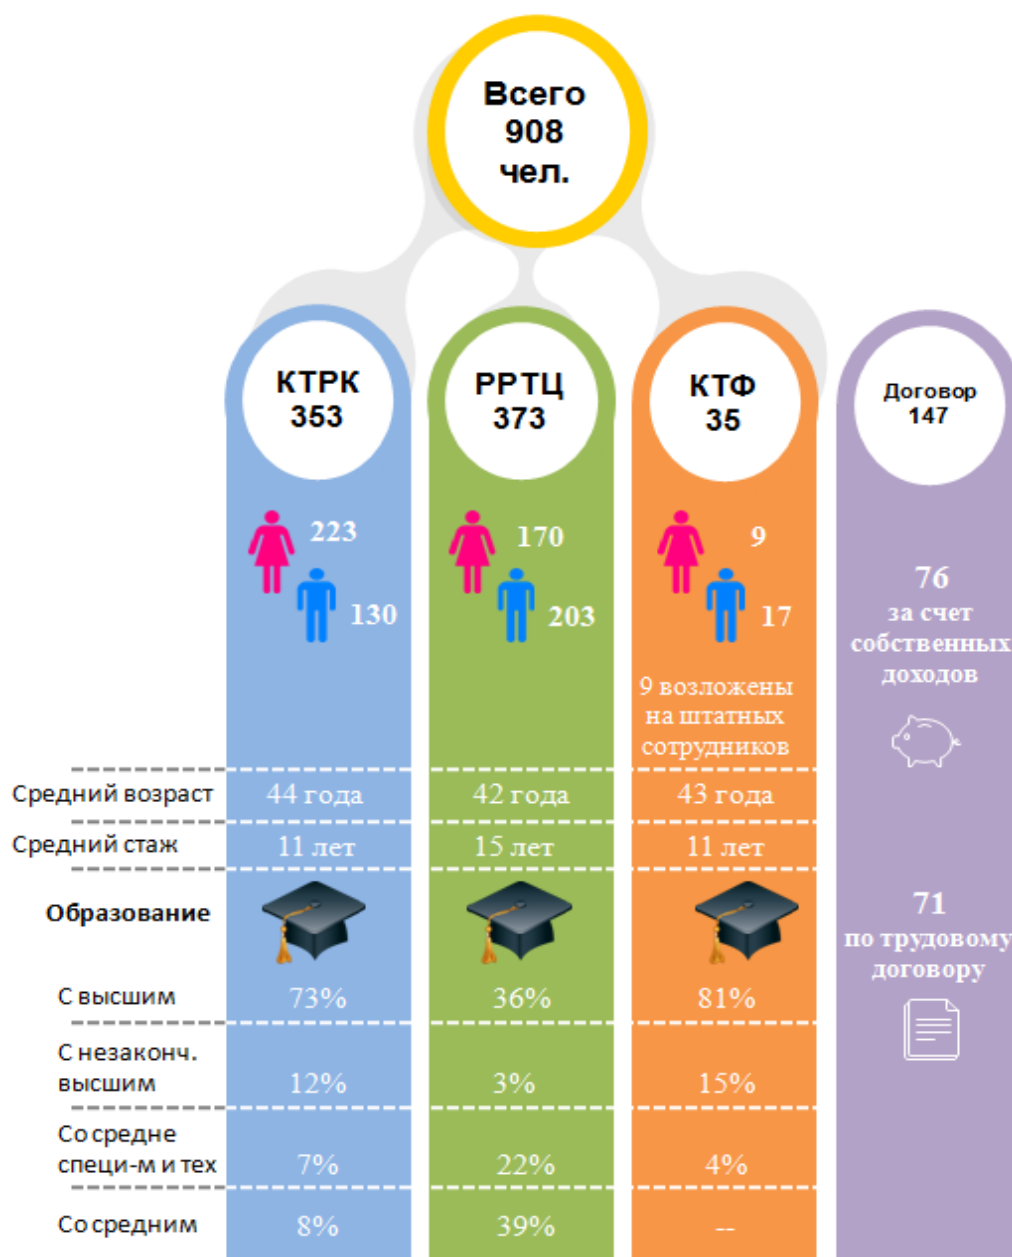 Всего
908
чел.
КТРК
353
РРТЦ
373
КТФ
35
Договор
147
223
130
170
203
9
17
9 возложены
на штатных
сотрудников
76
за счет
собственных
доходов
Средний возраст 44 года 42 года 43 года
Средний стаж 11 лет 15 лет 11 лет
Образование
71
по трудовому
договору
С высшим 73% 36% 81%
С незаконч.
высшим 12% 3% 15%
Со средне
специ-м и тех 7% 22% 4%
Со средним 8% 39% --